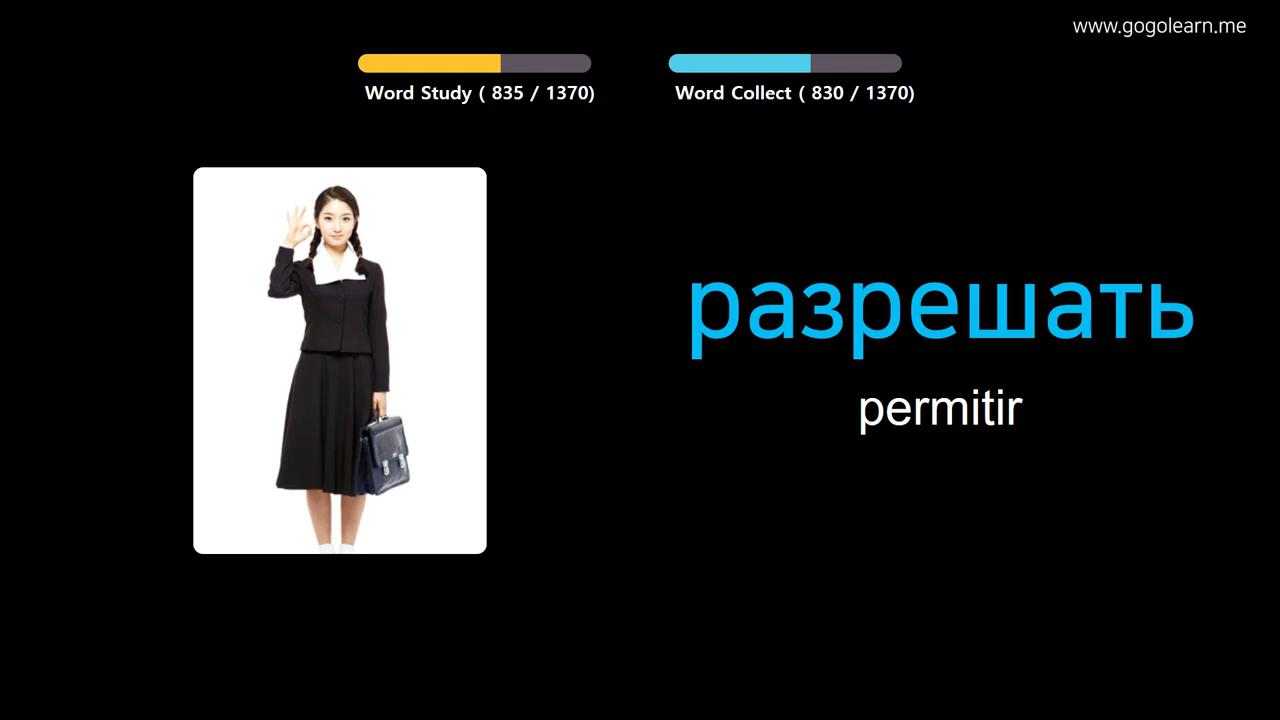 www.gogolearn.me
Word Study ( 835 / 1370)
Word Collect ( 830 / 1370)
разрешать
permitir